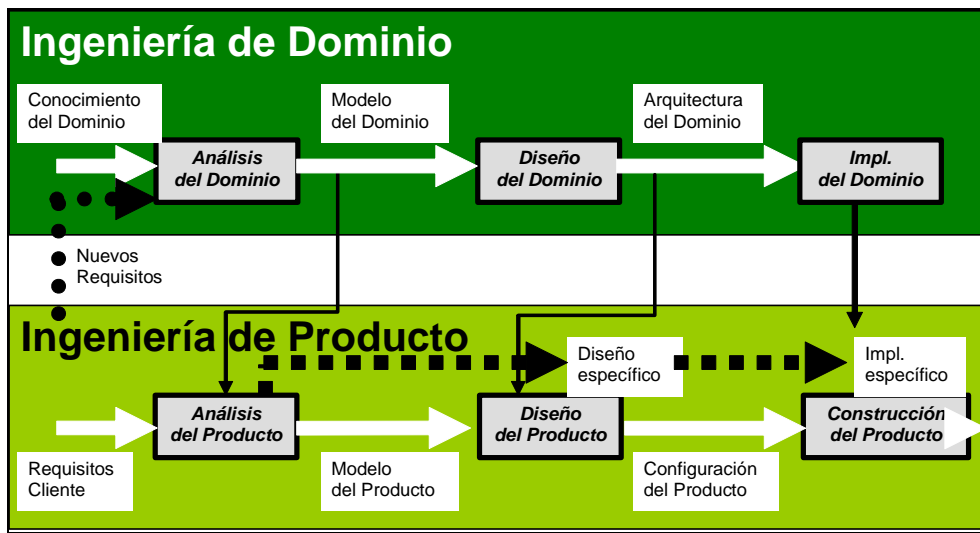 Ingeniería de Dominio
Conocimiento
del Dominio
Modelo
del Dominio
Arquitectura
del Dominio
Análisis
del Dominio
Diseño
del Dominio
Impl.
del Dominio
Nuevos
Requisitos
Ingeniería de Producto
Diseño
específico
Impl.
específico
Análisis
del Producto
Diseño
del Producto
Construcción
del Producto
Requisitos
Cliente
Modelo
del Producto
Configuración
del Producto